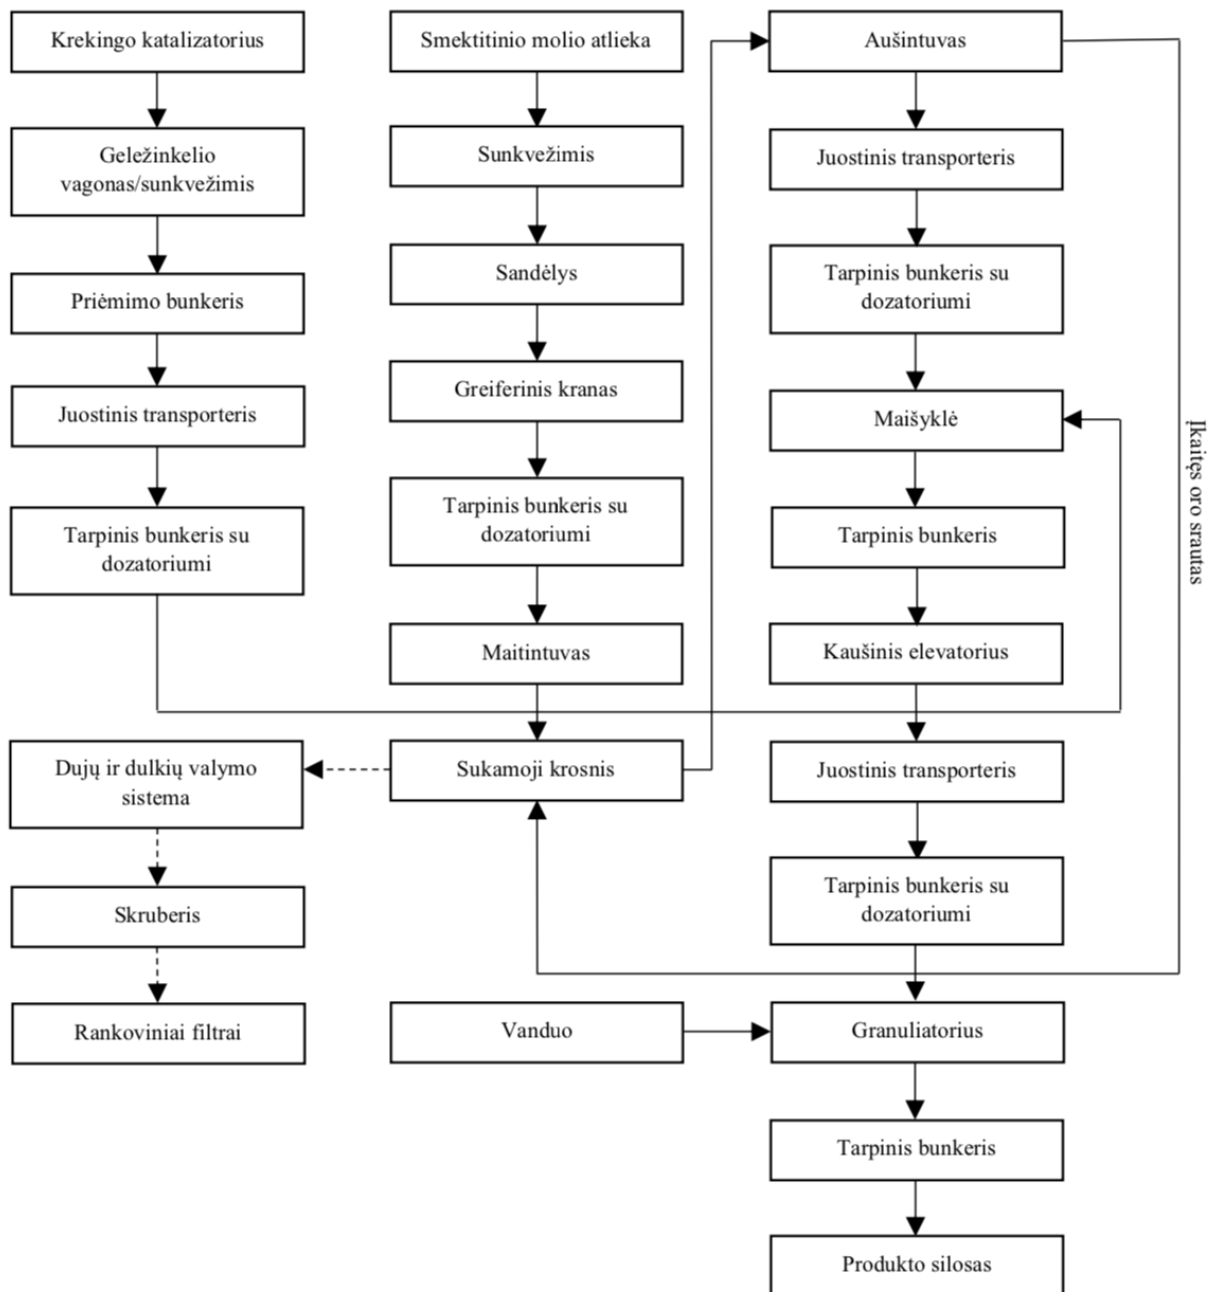 Krekingo katalizatorius
Geležinkelio
vagonas/sunkvežimis
Priėmimo bunkeris
Juostinis transporteris
Tarpinis bunkeris su
dozatoriumi
Dujų ir dulkių valymo
sistema
Skruberis
Rankoviniai filtrai
Smektitinio molio atlieka
Sunkvežimis
Sandėlys
Greiferinis kranas
Tarpinis bunkeris su
dozatoriumi
Maitintuvas
Sukamoji krosnis
Vanduo
Aušintuvas
Juostinis transporteris
Tarpinis bunkeris su
dozatoriumi
Maišyklė
Tarpinis bunkeris
Kaušinis elevatorius
Juostinis transporteris
Tarpinis bunkeris su
dozatoriumi
Granuliatorius
Tarpinis bunkeris
Produkto silosas
Įkaitęs oro srautas